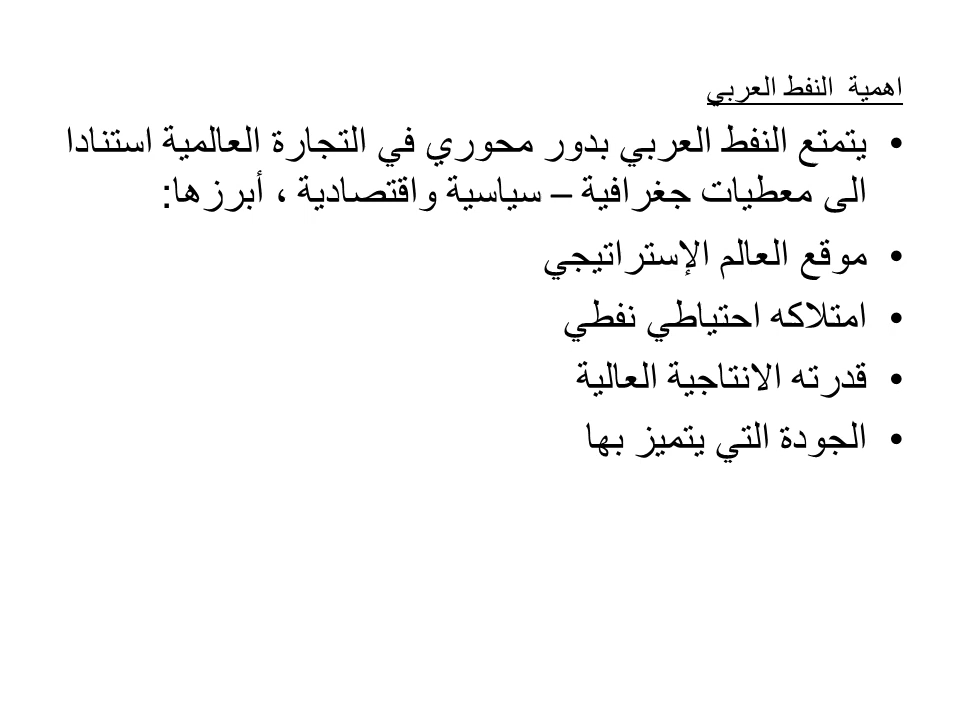 اهمية  النفط العربي
• يتمتع النفط العربي بدور محوري في التجارة العالمية استنادا
الى معطيات جغرافية – سياسية واقتصادية ، أبرزها:
• موقع العالم الإستراتيجي
• امتلاكه احتياطي نفطي
• قدرته الانتاجية العالية
• الجودة التي يتميز بها